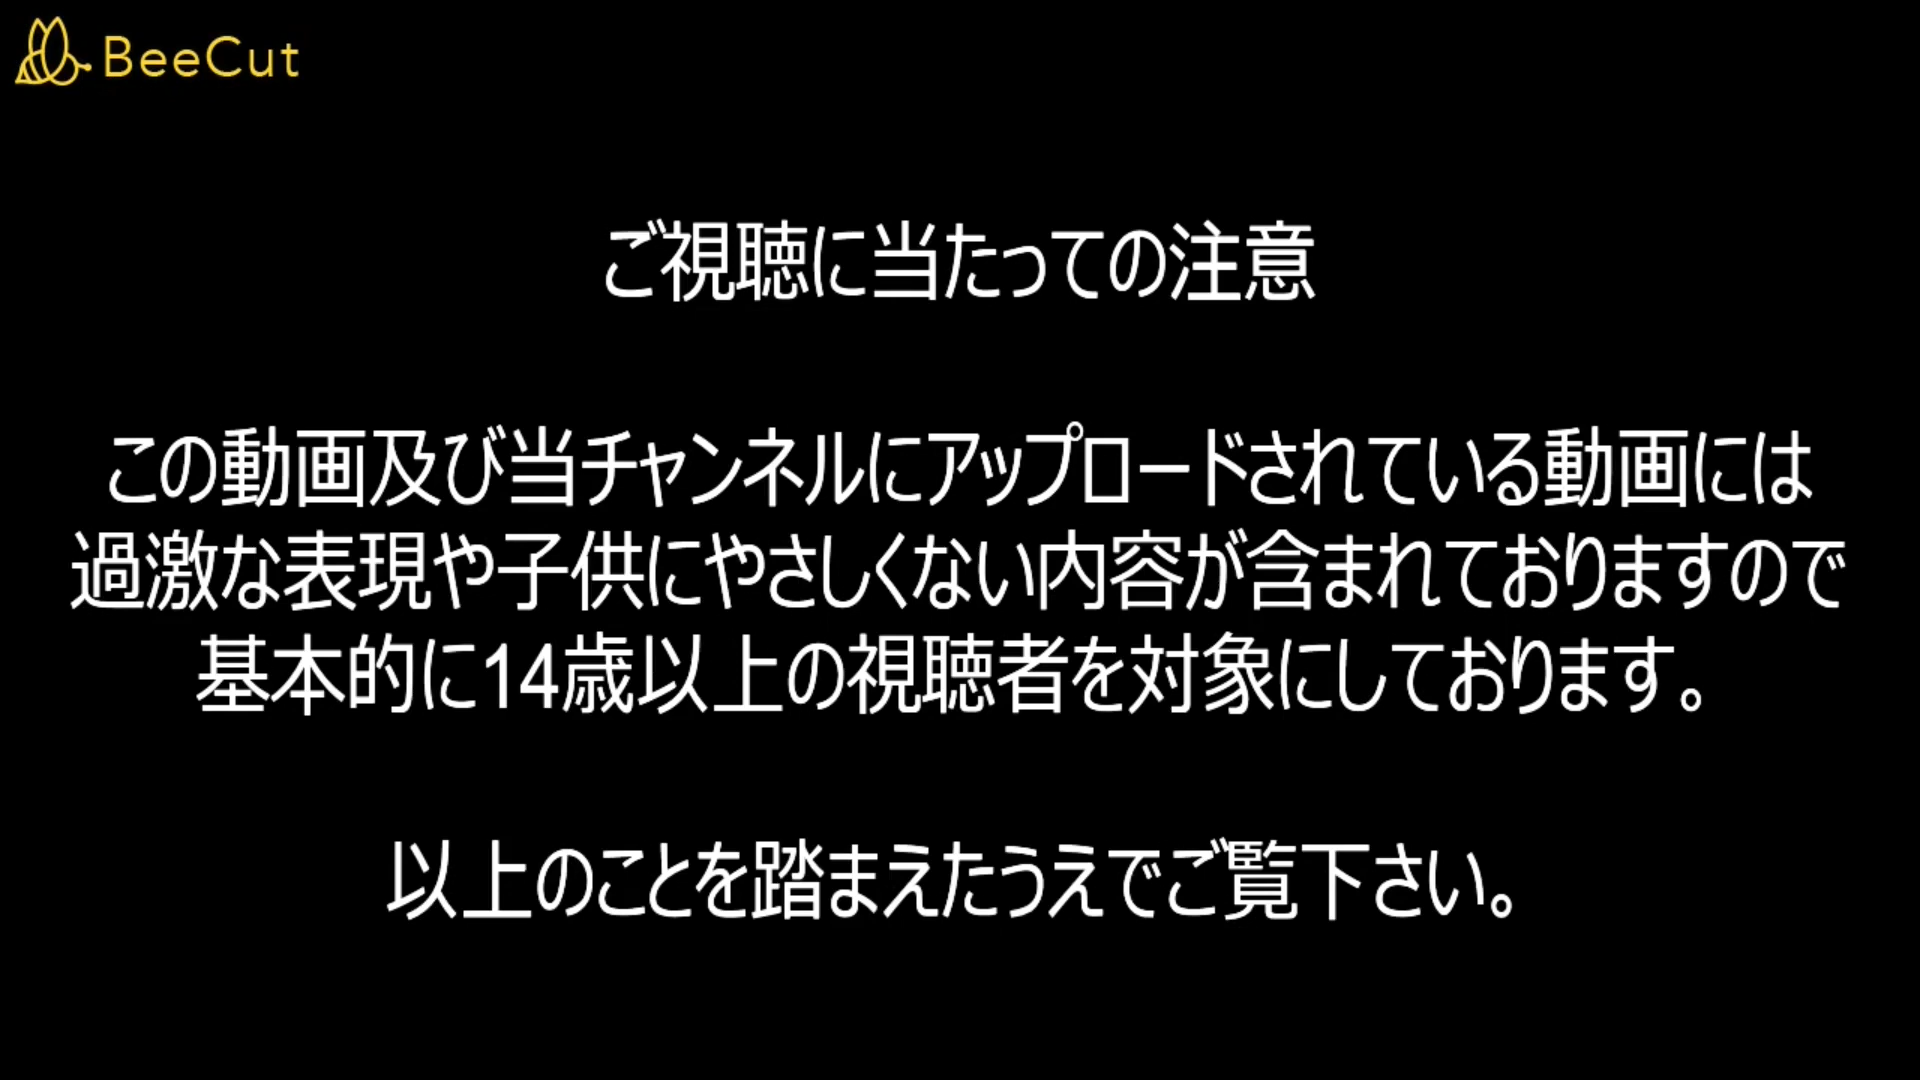 BeeCut
ご視聴に当たっての注意
この動画及び当チャンネルにアップロードされている動画には
過激な表現や子供にやさしくない内容が含まれておりますので
基本的に14歳以上の視聴者を対象にしております。
以上のことを踏まえたうえでご覧下さい。